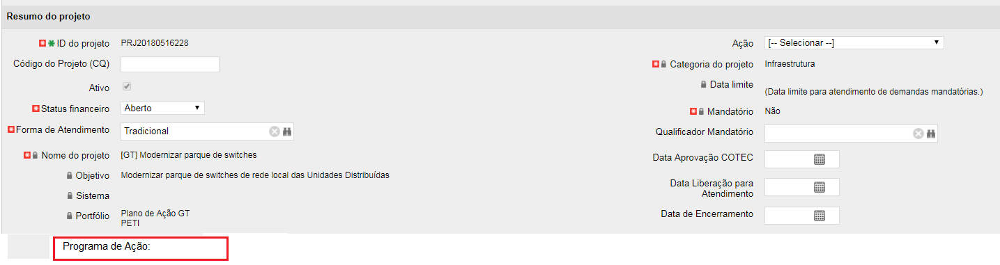 Resumo do projeto
ID do projeto PRJ20180516228
Ação [-- Selecionar --]
Código do Projeto (CQ)
Categoria do projeto Infraestrutura
Ativo
Data limite
(Data limite para atendimento de demandas mandatórias.)
Status financeiro Aberto
Mandatório Não
Forma de Atendimento Tradicional
Qualificador Mandatório
Nome do projeto [GT] Modernizar parque de switches
Data Aprovação COTEC
Objetivo Modernizar parque de switches de rede local das Unidades Distribuídas
Data Liberação para
Atendimento
Sistema
Portfólio Plano de Ação GT
PETI
Data de Encerramento
Programa de Ação: